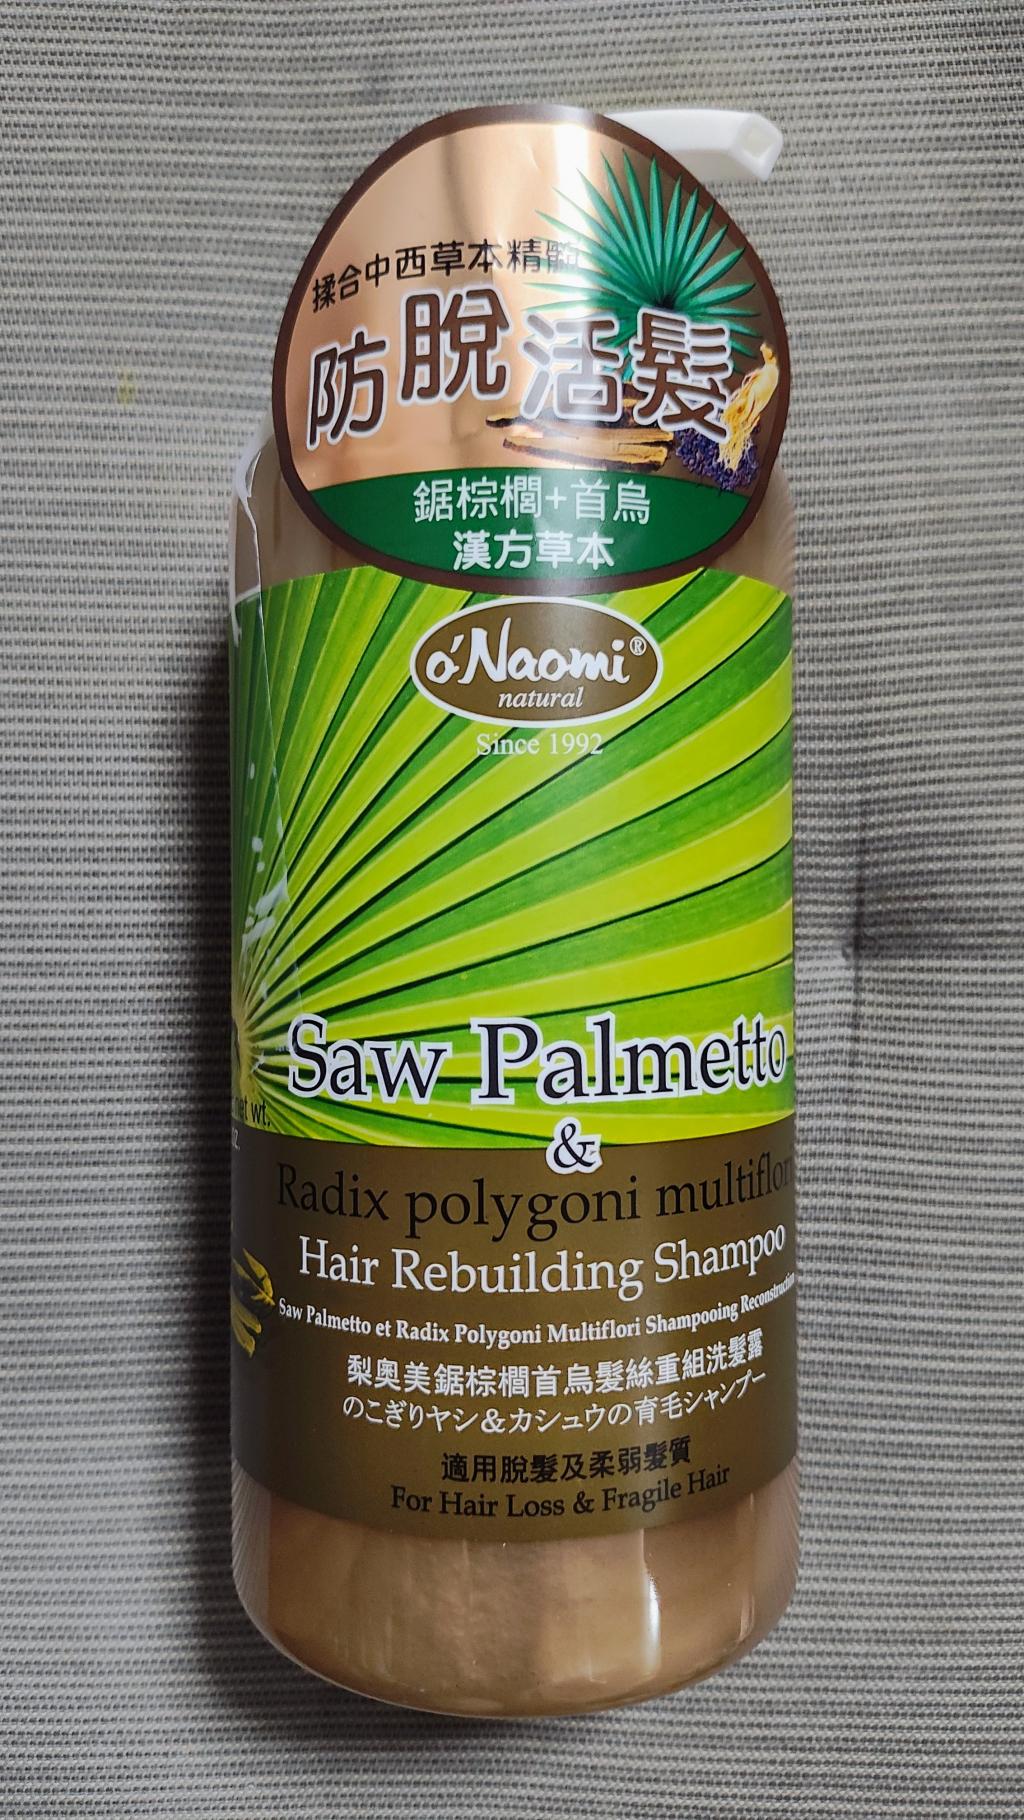 揉合中西草本精髓
防脫活髮
鋸棕櫚+首烏
漢方草本
o'Naomi®
natural
Since 1992
Saw Palmetto
net wt.
&
Radix polygoni multiflori
Hair Rebuilding Shampoo
Saw Palmetto et Radix Polygoni Multiflori Shampooing Reconstruction
梨奧美鋸棕櫚首烏髮絲重組洗髮露
のこぎりヤシ&カシュウの育毛シャンプー
適用脫髮及柔弱髮質
For Hair Loss & Fragile Hair